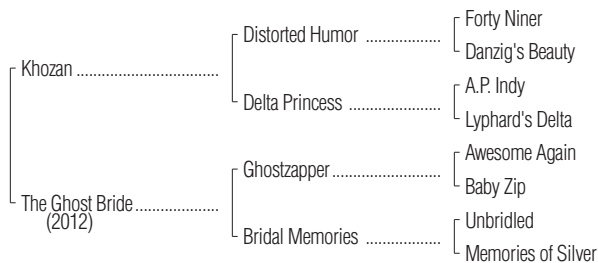 Forty Niner
Distorted Humor ..................
Danzig's Beauty
Khozan .................................
A.P. Indy
Delta Princess ......................
Lyphard's Delta
Awesome Again
Ghostzapper..........................
Baby Zip
The Ghost Bride....................
(2012)
Unbridled
Bridal Memories ..................
Memories of Silver